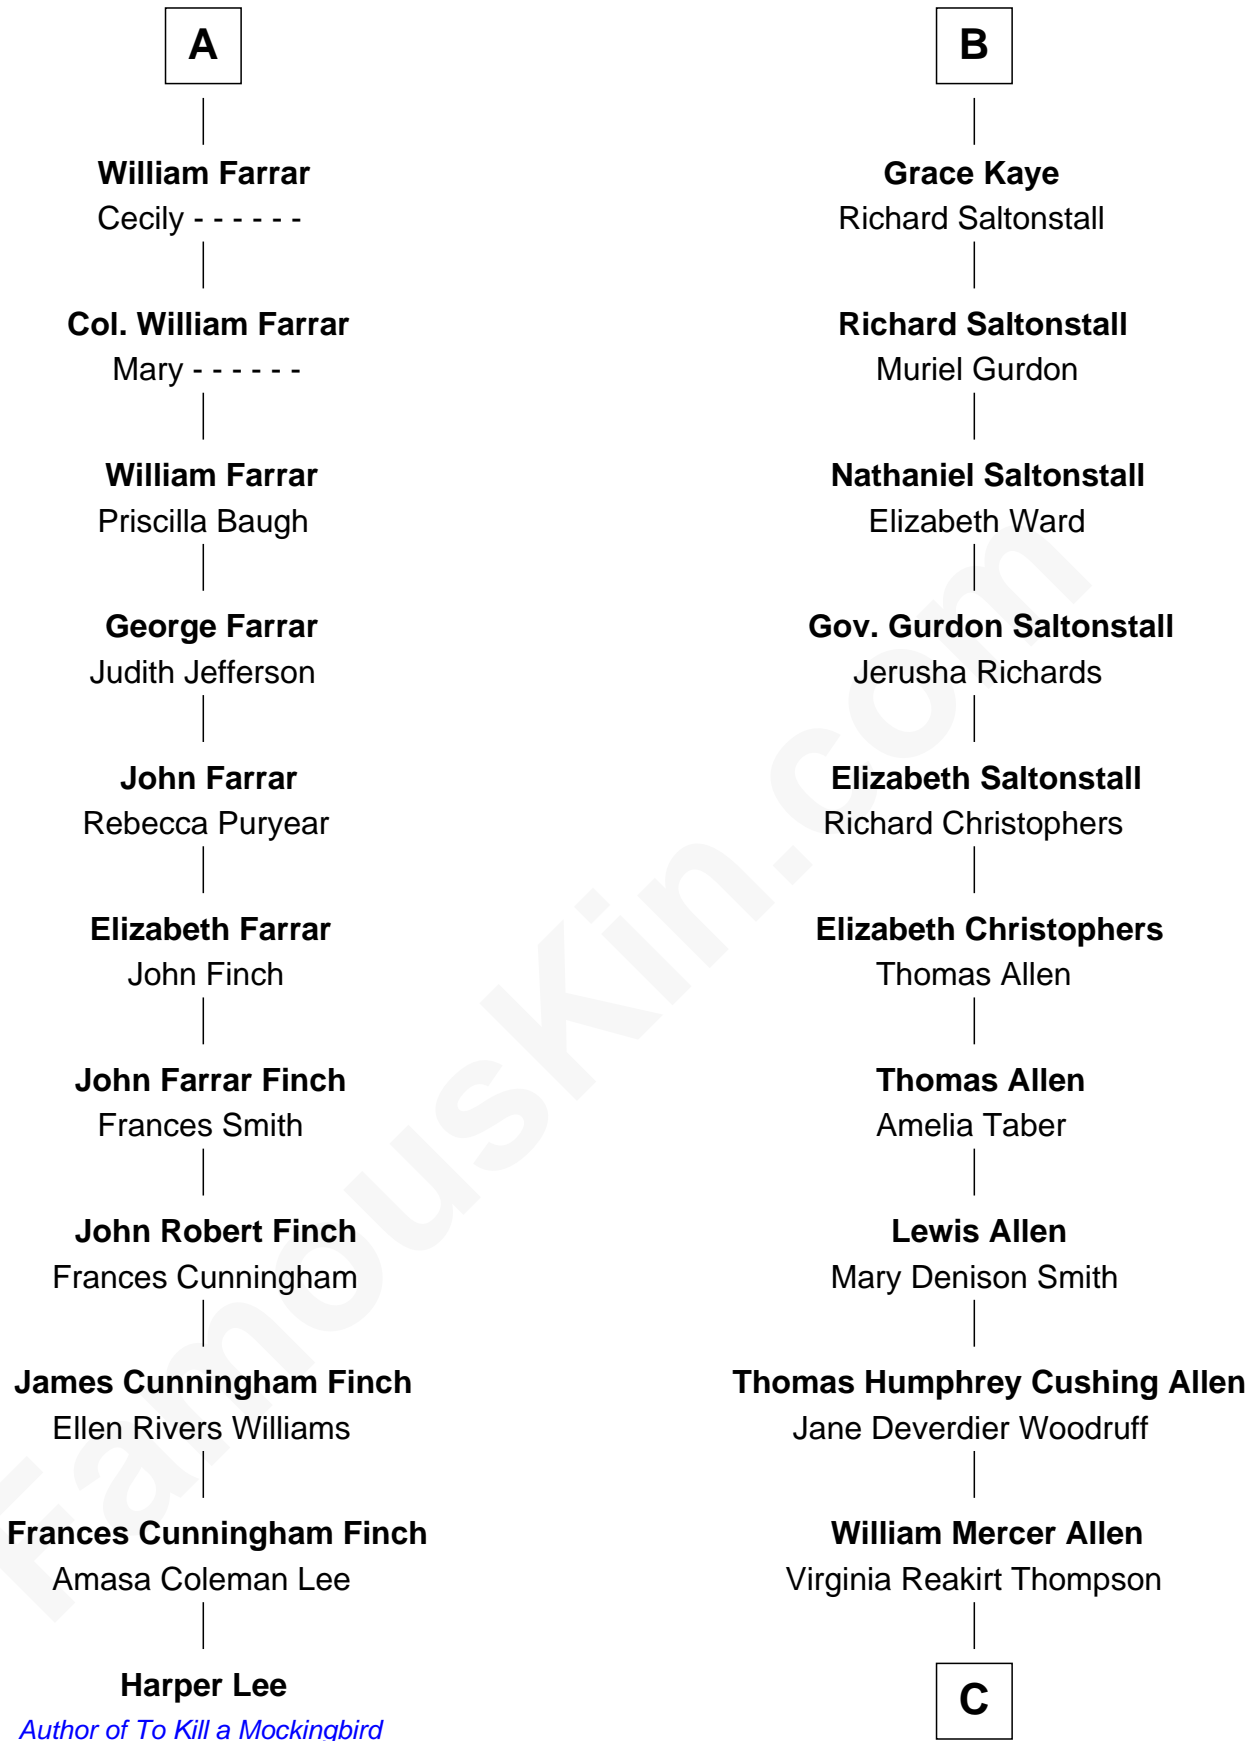 A
William Farrar
Cecily - - - - - -
Col. William Farrar
Mary - - - - - -
William Farrar
Priscilla Baugh
George Farrar
Judith Jefferson
John Farrar
Rebecca Puryear
Elizabeth Farrar
John Finch
John Farrar Finch
Frances Smith
John Robert Finch
Frances Cunningham
James Cunningham Finch
Ellen Rivers Williams
Frances Cunningham Finch
Amasa Coleman Lee
Harper Lee
Author of To Kill a Mockingbird
B
Grace Kaye
Richard Saltonstall
Richard Saltonstall
Muriel Gurdon
Nathaniel Saltonstall
Elizabeth Ward
Gov. Gurdon Saltonstall
Jerusha Richards
Elizabeth Saltonstall
Richard Christophers
Elizabeth Christophers
Thomas Allen
Thomas Allen
Amelia Taber
Lewis Allen
Mary Denison Smith
Thomas Humphrey Cushing Allen
Jane Deverdier Woodruff
William Mercer Allen
Virginia Reakirt Thompson
C
FamousKin.com